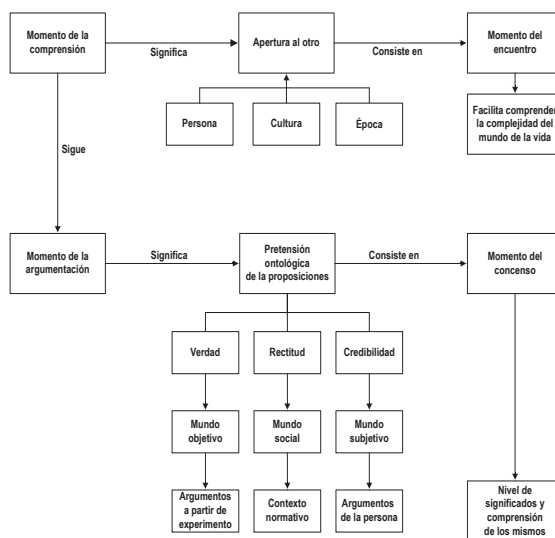 Momento de la
comprensión
Significa
Apertura al otro
Consiste en
Momento del
encuentro
Persona
Cultura
Época
Facilita comprender
la complejidad del
mundo de la vida
Sigue
Momento de la
argumentación
Significa
Pretensión
ontológica
de la proposiciones
Consiste en
Momento del
concenso
Verdad
Rectitud
Credibilidad
Mundo
objetivo
Mundo
social
Mundo
subjetivo
Argumentos
a partir de
experimento
Contexto
normativo
Argumentos
de la persona
Nivel de
significados y
comprensión
de los mismos